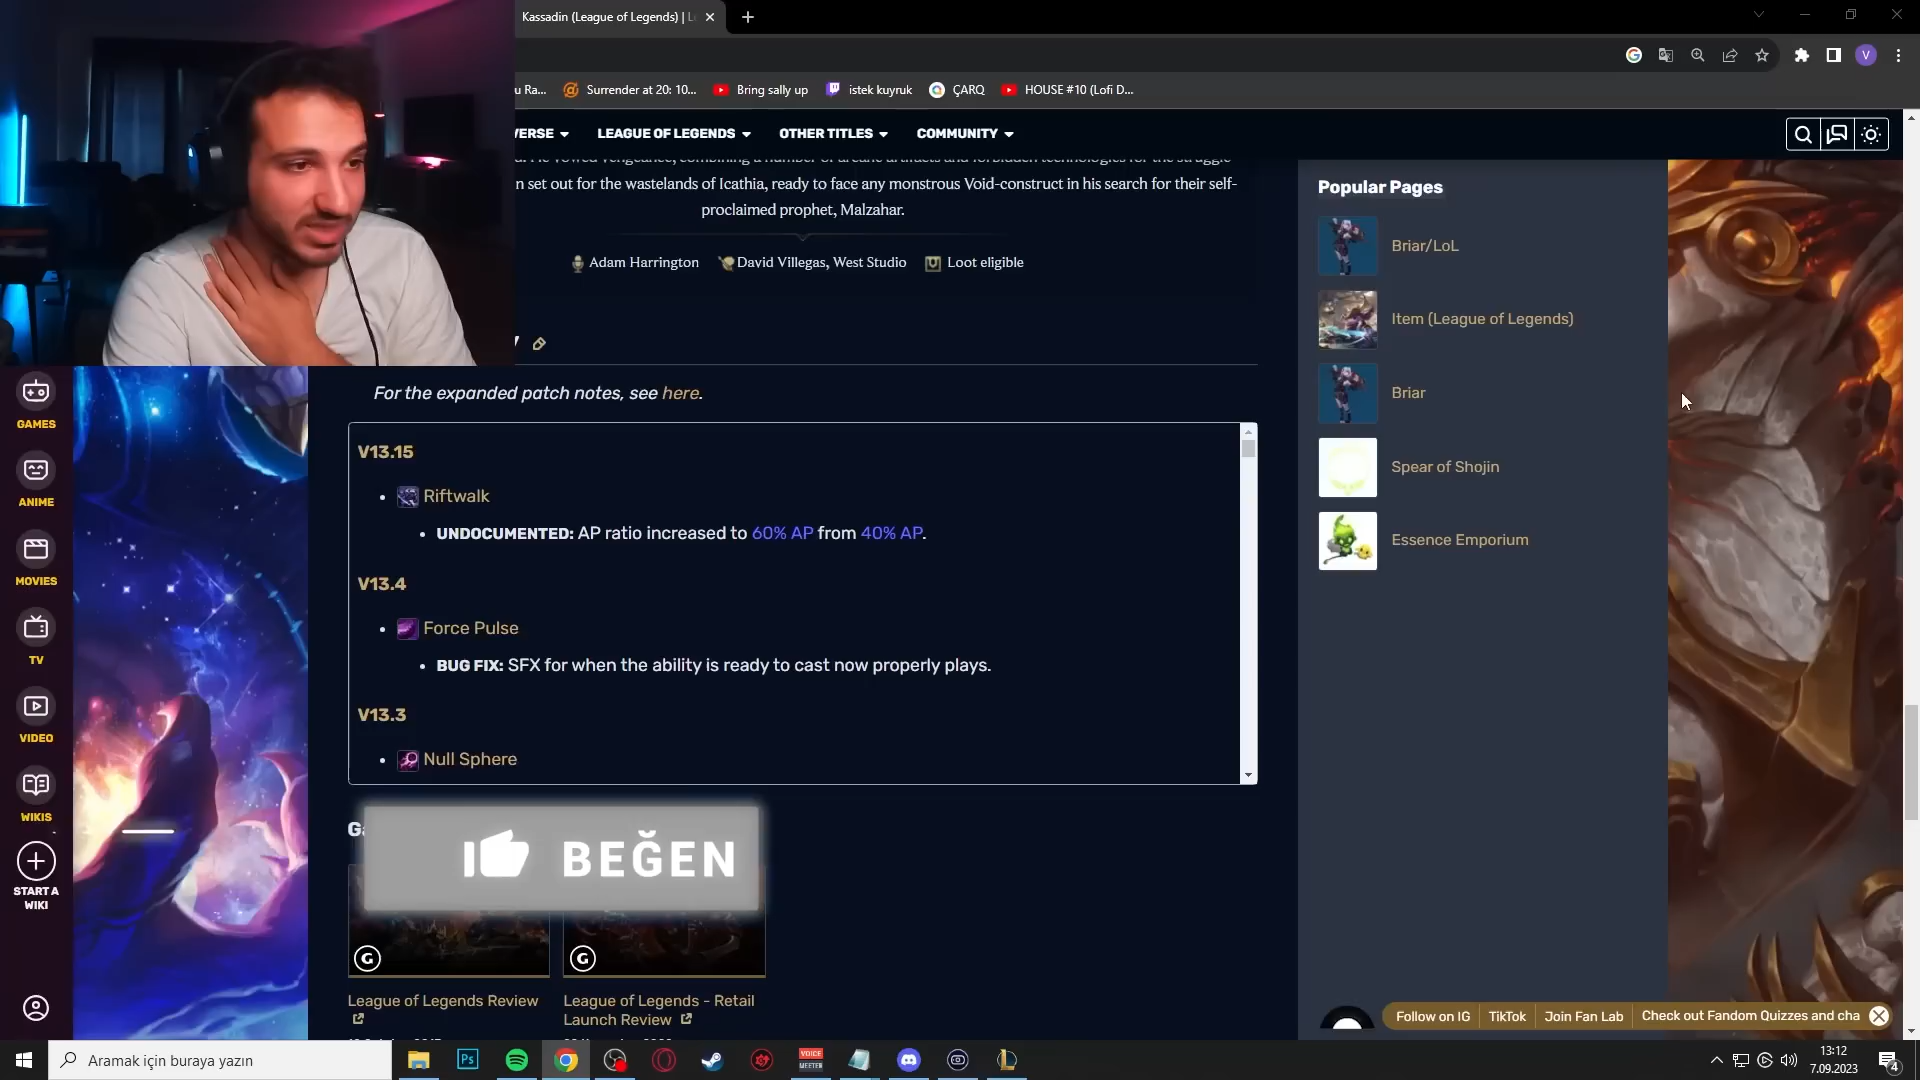 Kassadin (League of Legends) |
u Ra...
Surrender at 20: 10...
Bring sally up
istek kuyruk
ÇARQ
HOUSE #10 (Lofi D...
V
VERSE
LEAGUE OF LEGENDS
OTHER TITLES
COMMUNITY
n set out for the wastelands of Icathia, ready to face any monstrous Void-construct in his search for their self-
proclaimed prophet, Malzahar.
Adam Harrington
David Villegas, West Studio
Loot eligible
For the expanded patch notes, see here.
V13.15
Riftwalk
UNDOCUMENTED: AP ratio increased to 60% AP from 40% AP.
V13.4
Force Pulse
BUG FIX: SFX for when the ability is ready to cast now properly plays.
V13.3
Null Sphere
Popular Pages
Briar/LoL
Item (League of Legends)
Briar
Spear of Shojin
Essence Emporium
GAMES
ANIME
MOVIES
TV
VIDEO
WIKIS
START A
WIKI
BEĞEN
G
G
League of Legends Review
League of Legends - Retail
Launch Review
Follow on IG
TikTok
Join Fan Lab
Check out Fandom Quizzes and cha
Aramak için buraya yazın
Ps
VOICE
MEETER
13:12
7.09.2023
4